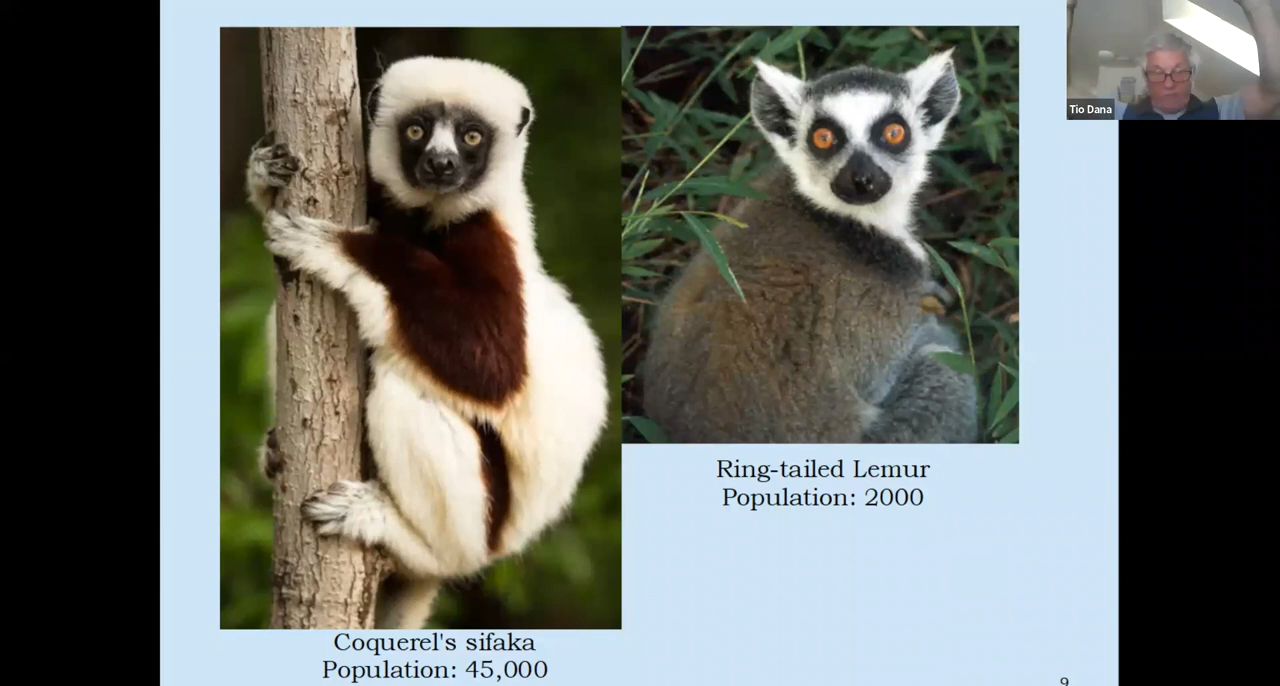 Tio Dana
Ring-tailed Lemur
Population: 2000
Coquerel's sifaka
Population: 45,000
9